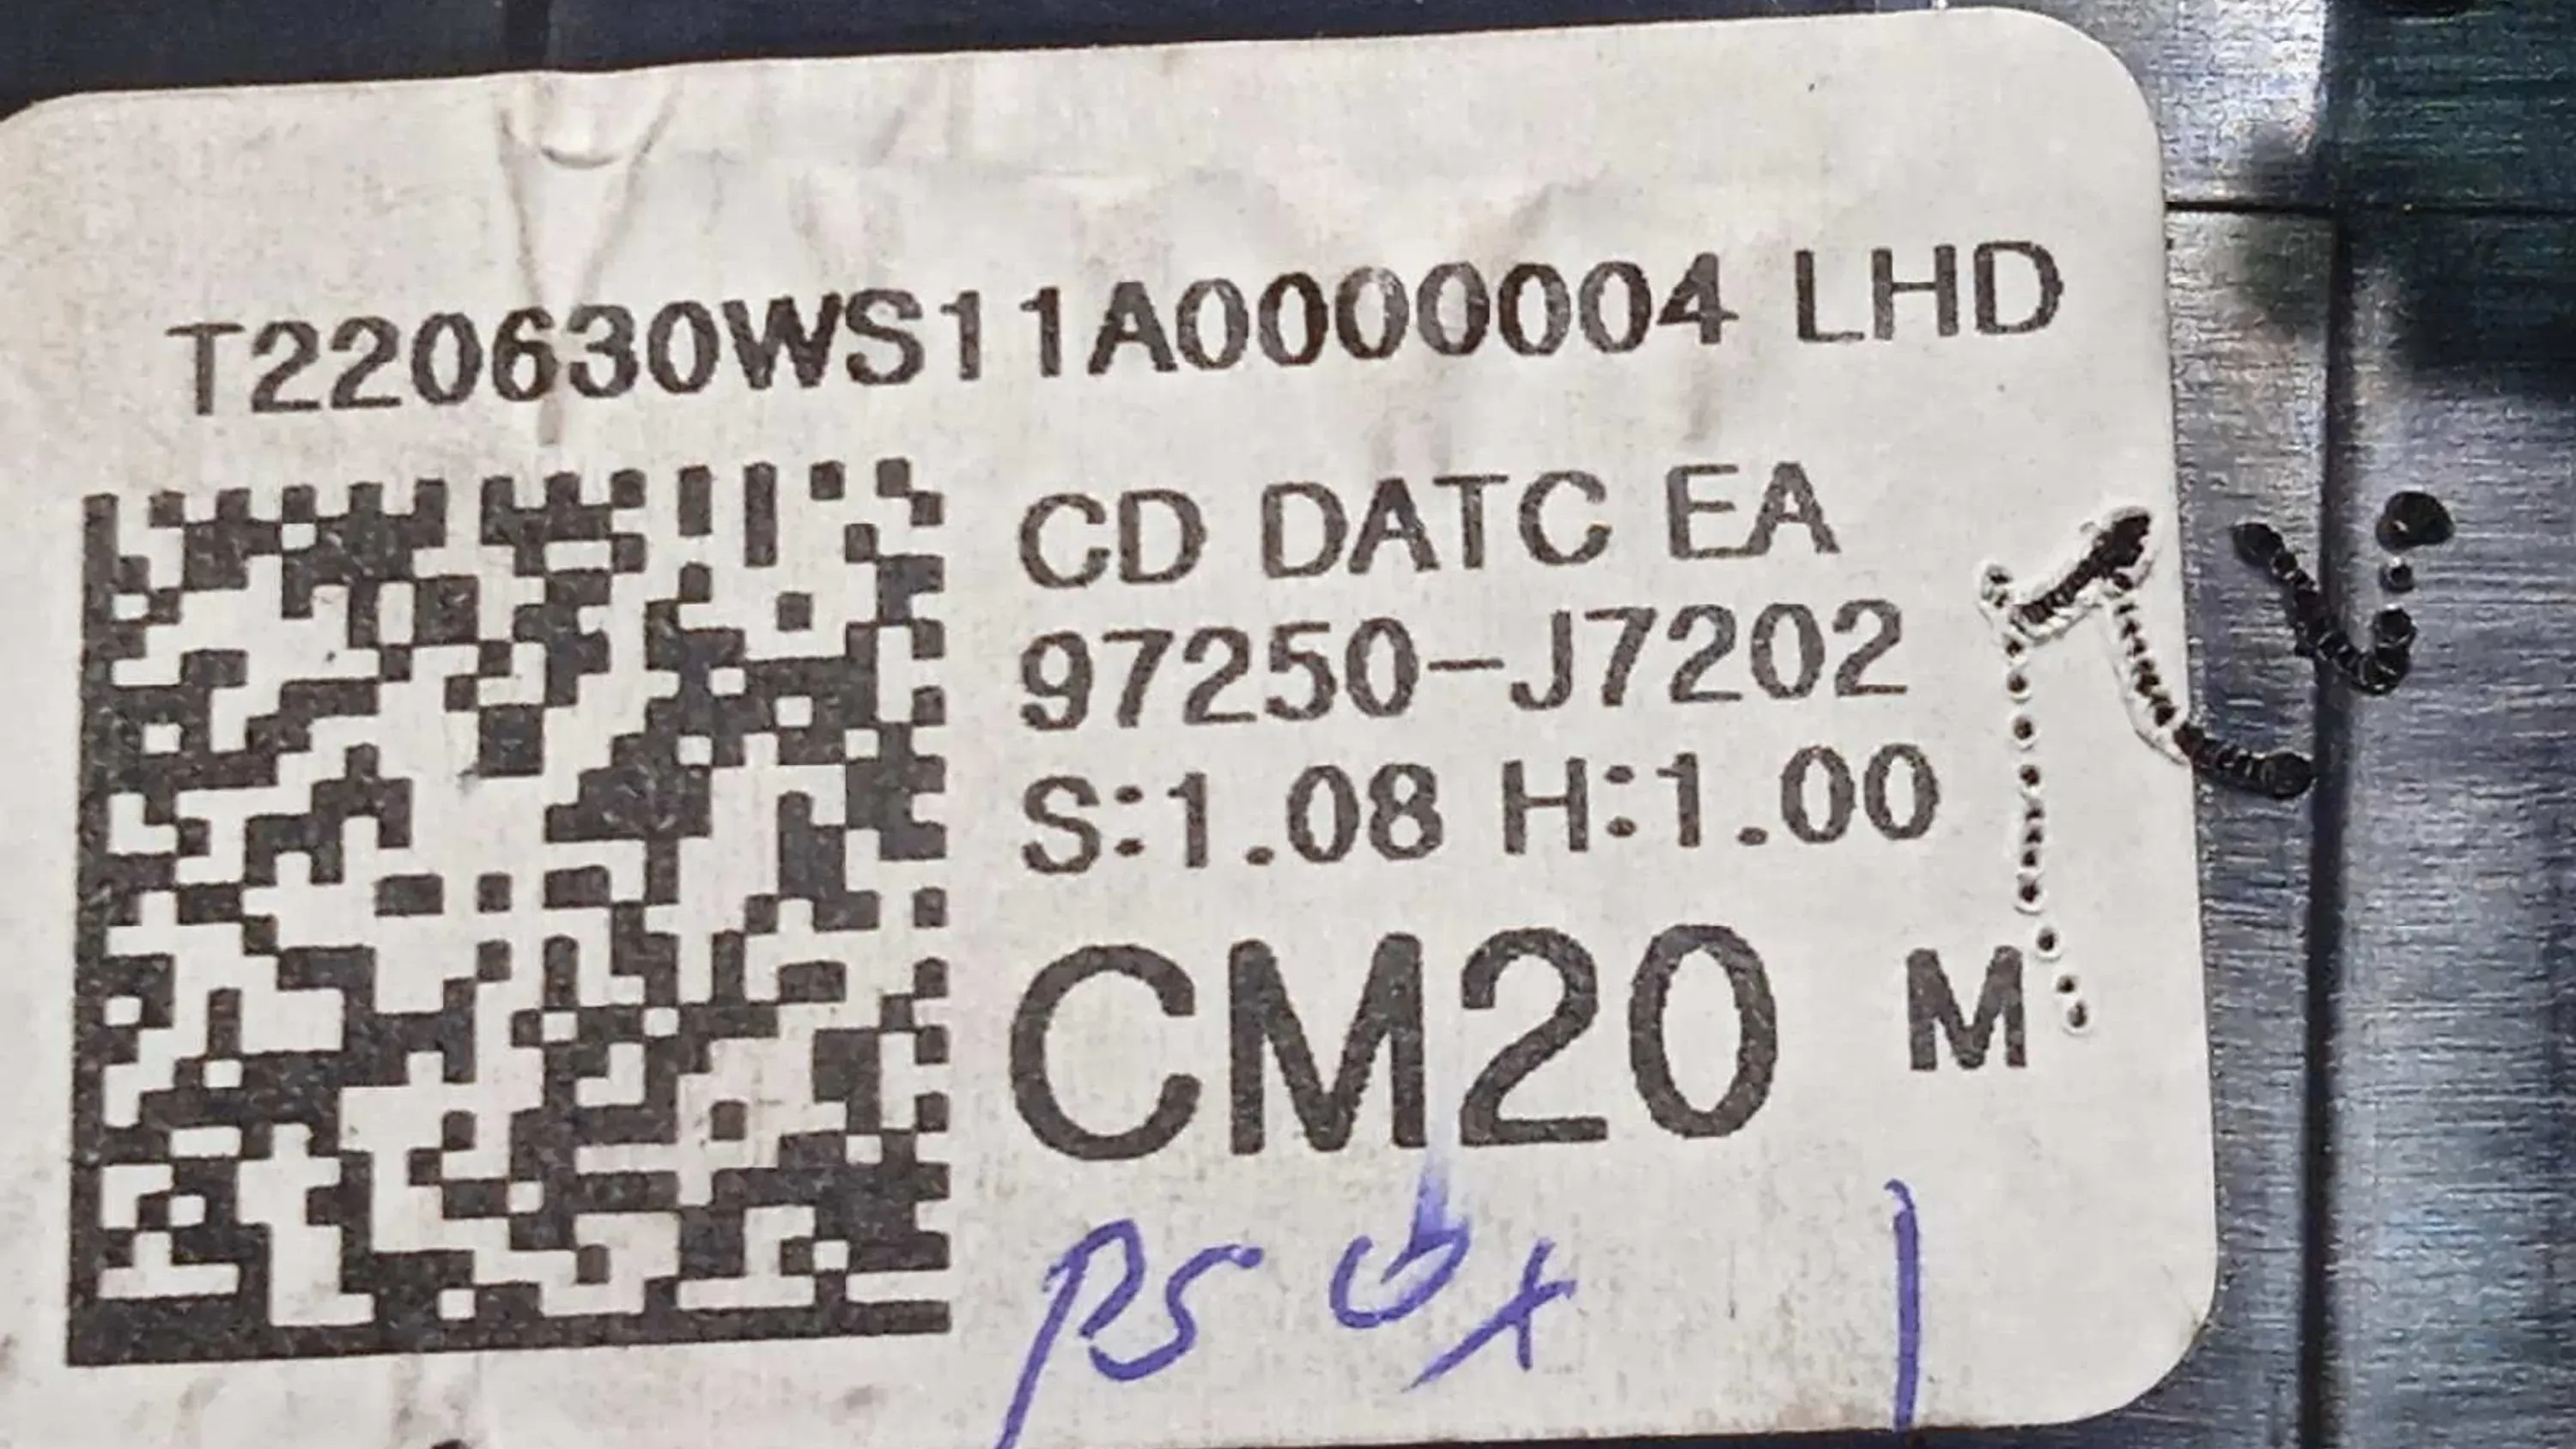 T220630WS11A0000004 LHD
CD DATC EA
97250-J7202
S:1.08 H:1.00
CM20 M